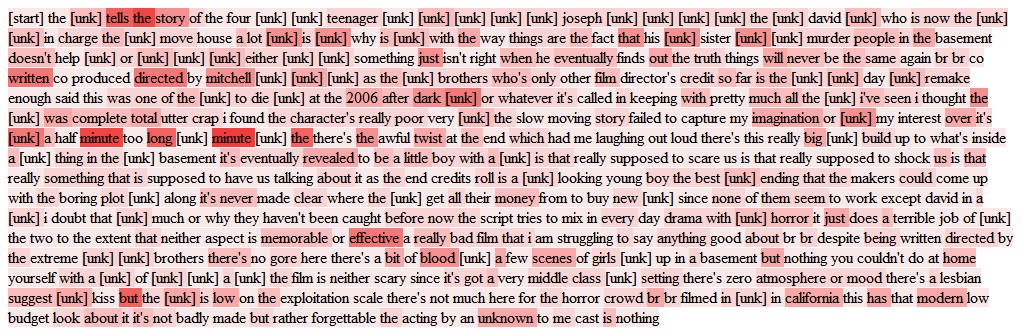 [start] the [unk] tells the story of the four [unk] [unk] teenager [unk] [unk] [unk] [unk] [unk] joseph [unk] [unk] [unk] [unk] [unk] the [unk] david [unk] who is now the [unk]
[unk] in charge the [unk] move house a lot [unk] is [unk] why is [unk] with the way things are the fact that his [unk] sister [unk] [unk] murder people in the basement
doesn't help [unk] or [unk] [unk] [unk] either [unk] [unk] something just isn't right when he eventually finds out the truth things will never be the same again br br co
written co produced directed by mitchell [unk] [unk] [unk] as the [unk] brothers who's only other film director's credit so far is the [unk] [unk] day [unk] remake
enough said this was one of the [unk] to die [unk] at the 2006 after dark [unk] or whatever it's called in keeping with pretty much all the [unk] i've seen i thought the
[unk] was complete total utter crap i found the character's really poor very [unk] the slow moving story failed to capture my imagination or [unk] my interest over it's
[unk] a half minute too long [unk] minute [unk] the there's the awful twist at the end which had me laughing out loud there's this really big [unk] build up to what's inside
a [unk] thing in the [unk] basement it's eventually revealed to be a little boy with a [unk] is that really supposed to scare us is that really supposed to shock us is that
really something that is supposed to have us talking about it as the end credits roll is a [unk] looking young boy the best [unk] ending that the makers could come up
with the boring plot [unk] along it's never made clear where the [unk] get all their money from to buy new [unk] since none of them seem to work except david in a
[unk] i doubt that [unk] much or why they haven't been caught before now the script tries to mix in every day drama with [unk] horror it just does a terrible job of [unk]
the two to the extent that neither aspect is memorable or effective a really bad film that i am struggling to say anything good about br br despite being written directed by
the extreme [unk] [unk] brothers there's no gore here there's a bit of blood [unk] a few scenes of girls [unk] up in a basement but nothing you couldn't do at home
yourself with a [unk] of [unk] [unk] a [unk] the film is neither scary since it's got a very middle class [unk] setting there's zero atmosphere or mood there's a lesbian
suggest [unk] kiss but the [unk] is low on the exploitation scale there's not much here for the horror crowd br br filmed in [unk] in california this has that modern low
budget look about it it's not badly made but rather forgettable the acting by an unknown to me cast is nothing